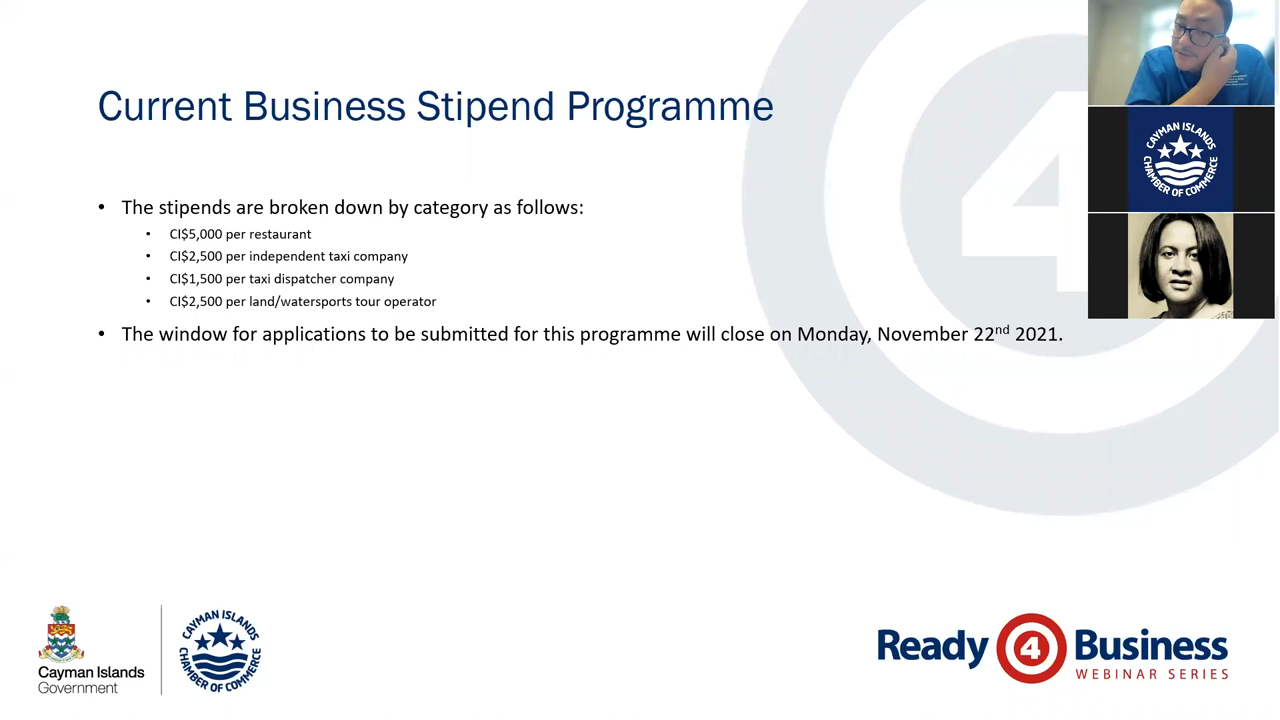 Current Business Stipend Programme
• The stipends are broken down by category as follows:
• CI$5,000 per restaurant
• CI$2,500 per independent taxi company
• CI$1,500 per taxi dispatcher company
• CI$2,500 per land/watersports tour operator
• The window for applications to be submitted for this programme will close on Monday, November 22nd 2021.
4
CAYMAN ISLANDS
CHAMBER OF COMMERCE
Cayman Islands
Government
CAYMAN ISLANDS
CHAMBER OF COMMERCE
Ready 4 Business
WEBINAR SERIES